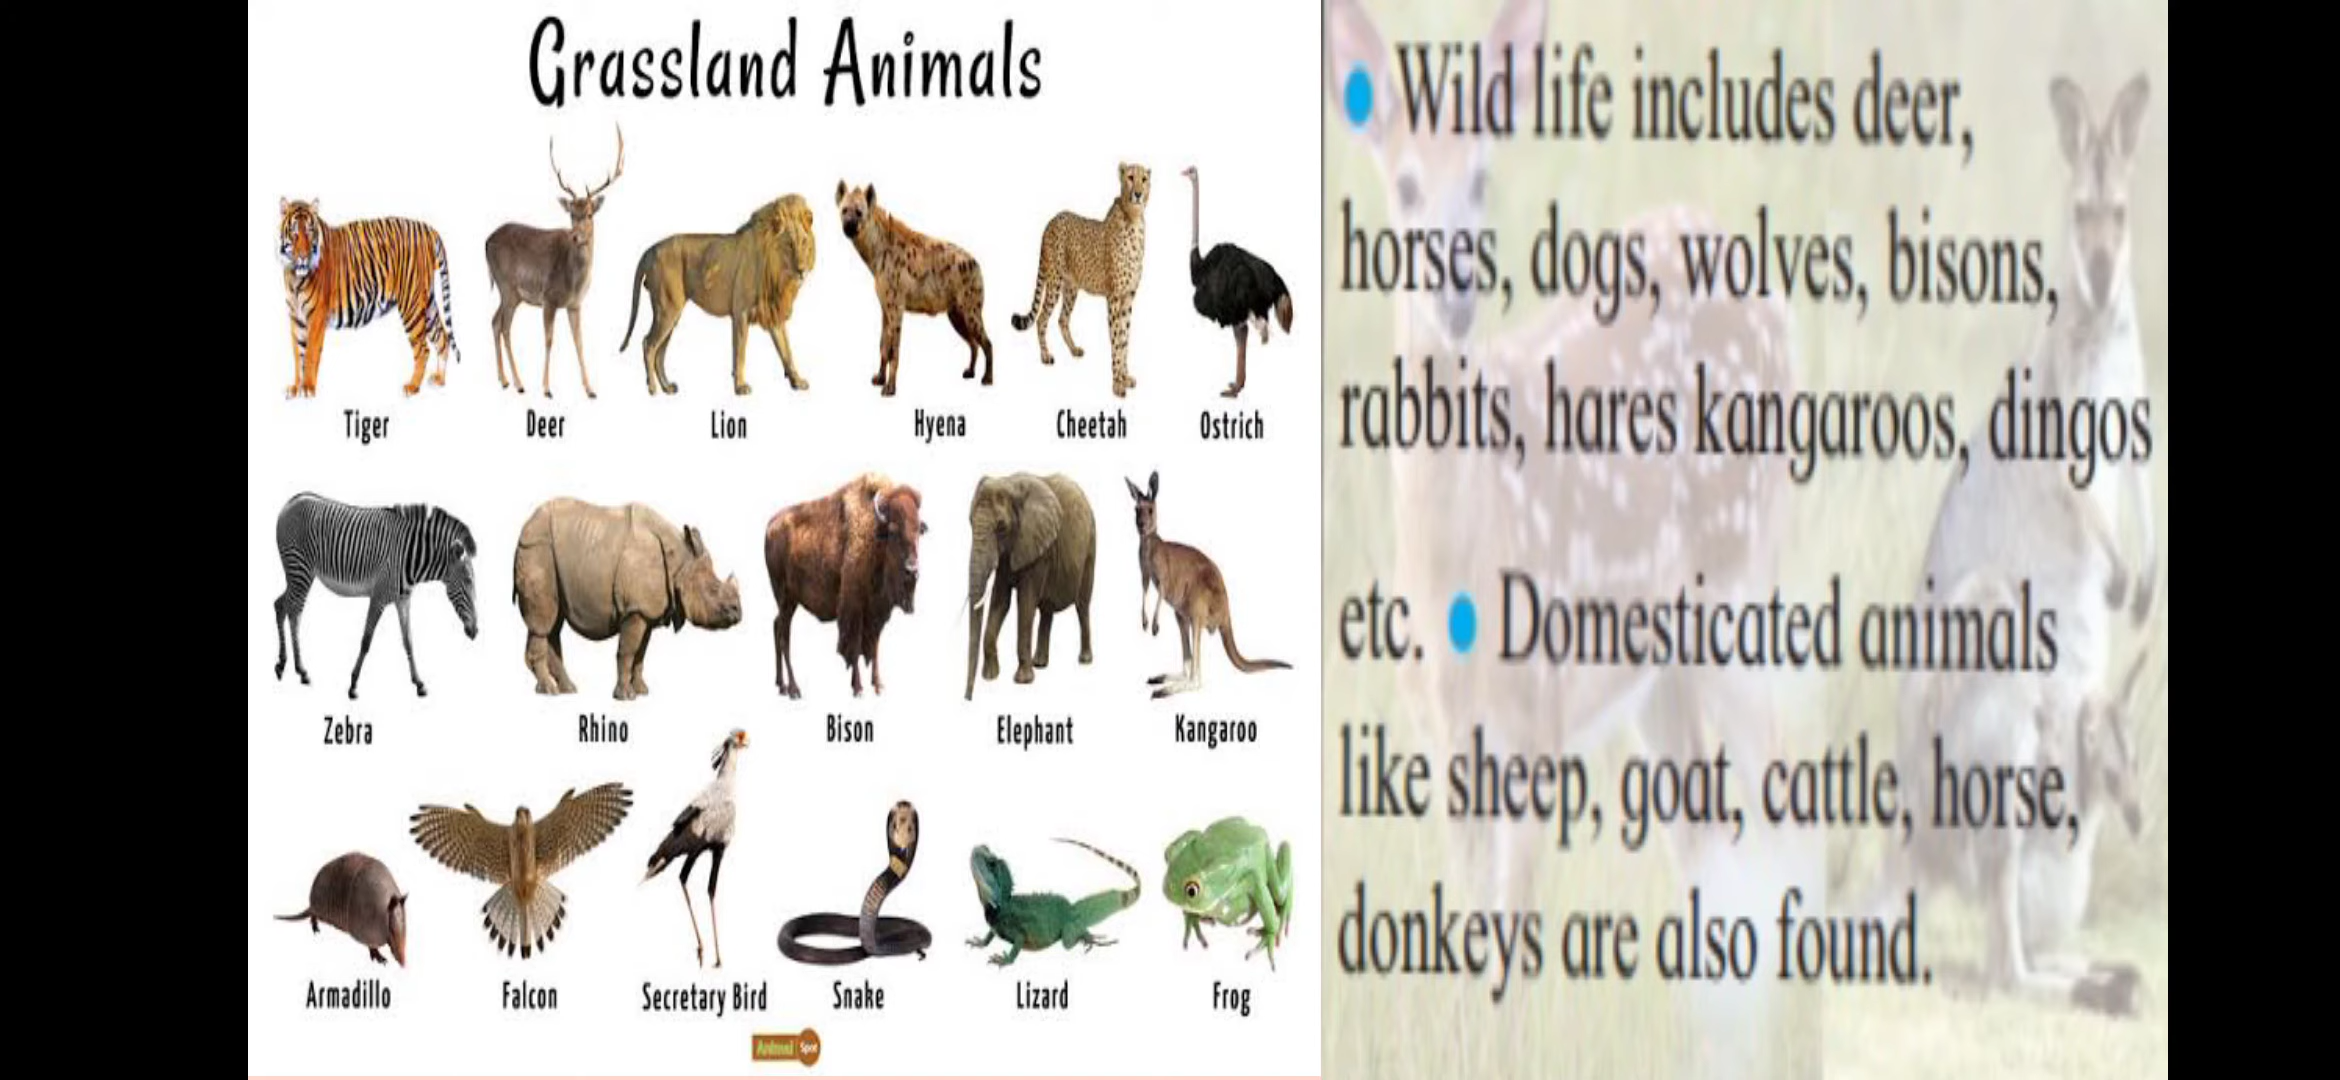 Grassland Animals
Tiger Deer Lion Hyena Cheetah Ostrich
Zebra Rhino Bison Elephant Kangaroo
Armadillo Falcon Secretary Bird Snake Lizard Frog
Animal Spot
• Wild life includes deer,
horses, dogs, wolves, bisons,
rabbits, hares kangaroos, dingos
etc. • Domesticated animals
like sheep, goat, cattle, horse,
donkeys are also found.